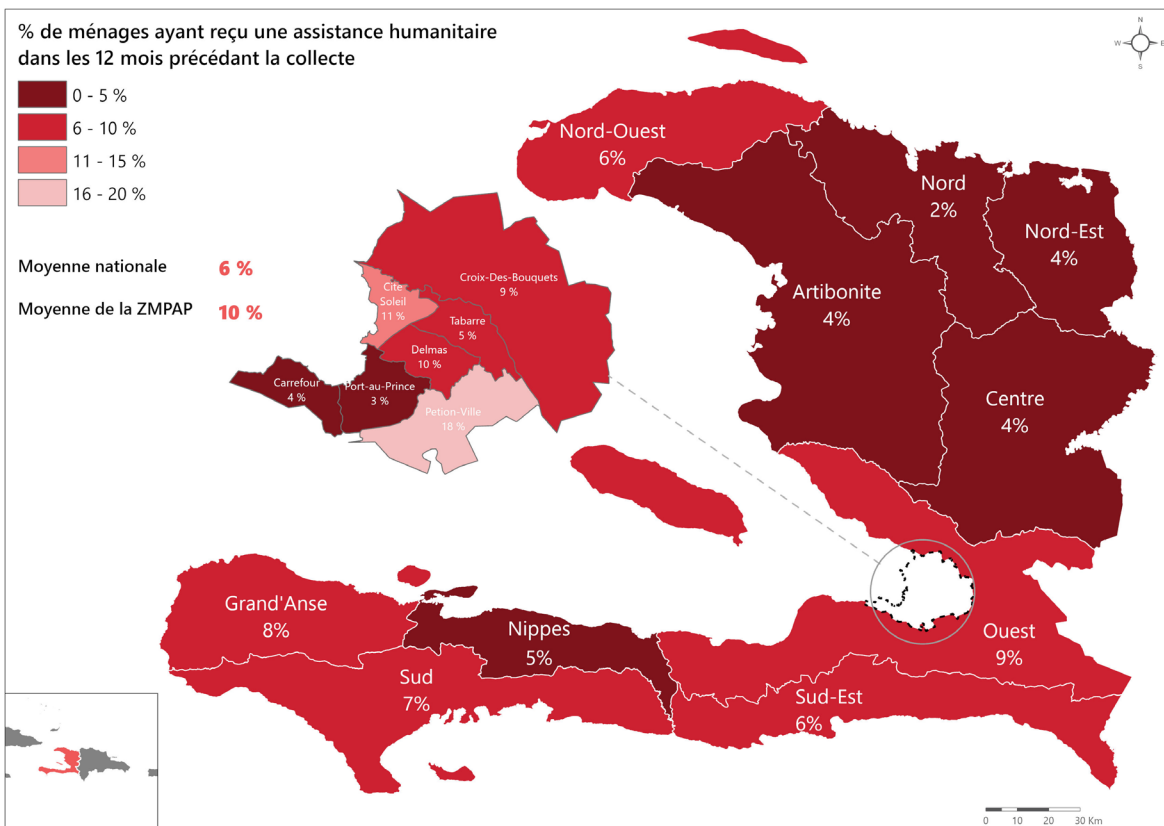 % de ménages ayant reçu une assistance humanitaire
dans les 12 mois précédant la collecte
0 - 5 %
6 - 10 %
11 - 15 %
16 - 20 %
Moyenne nationale 6 %
Moyenne de la ZMPAP 10 %
N
W E
S
Nord-Ouest
6%
Nord
2%
Nord-Est
4%
Artibonite
4%
Centre
4%
Croix-Des-Bouquets
9 %
Cite
Soleil
11 %
Tabarre
5 %
Delmas
10 %
Carrefour
4 %
Port-au-Prince
3 %
Petion-Ville
18 %
Grand'Anse
8%
Nippes
5%
Sud
7%
Ouest
9%
Sud-Est
6%
0 10 20 30 Km